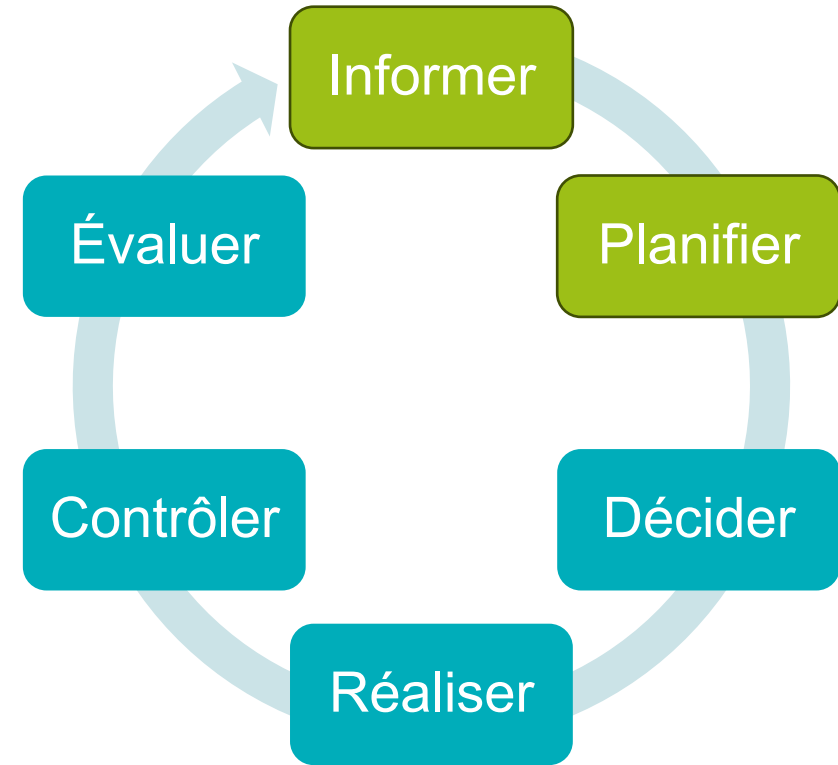 Informer
Planifier
Décider
Réaliser
Contrôler
Évaluer